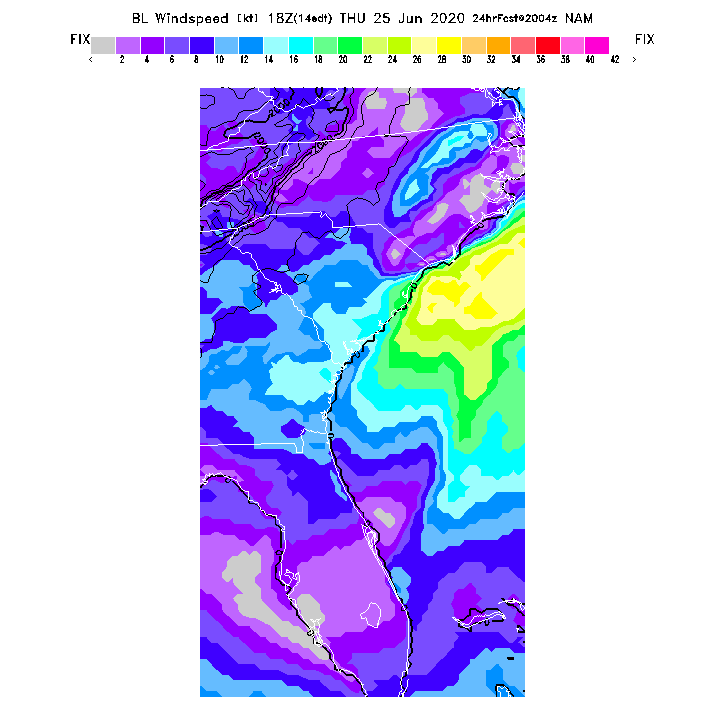 BL Windspeed [kt] 18Z(14edt) THU 25 Jun 2020 24hrFcst@2004z NAM
FIX FIX
< 2 4 6 8 10 12 14 16 18 20 22 24 26 28 30 32 34 36 38 40 42 >